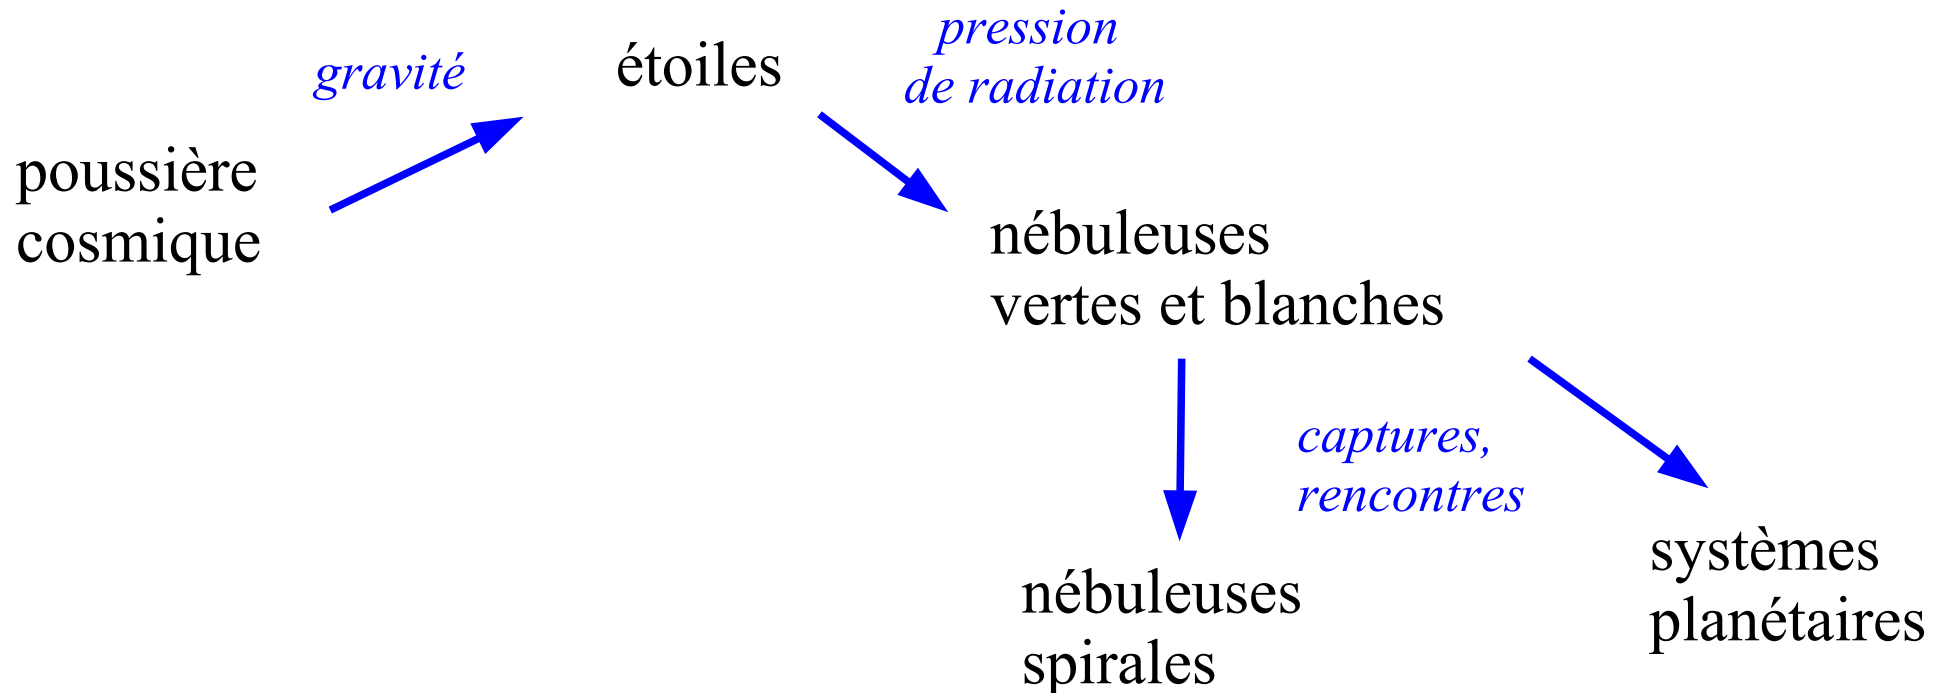 gravité
étoiles
pression
de radiation
poussière
cosmique
nébuleuses
vertes et blanches
captures,
rencontres
nébuleuses
spirales
systèmes
planétaires